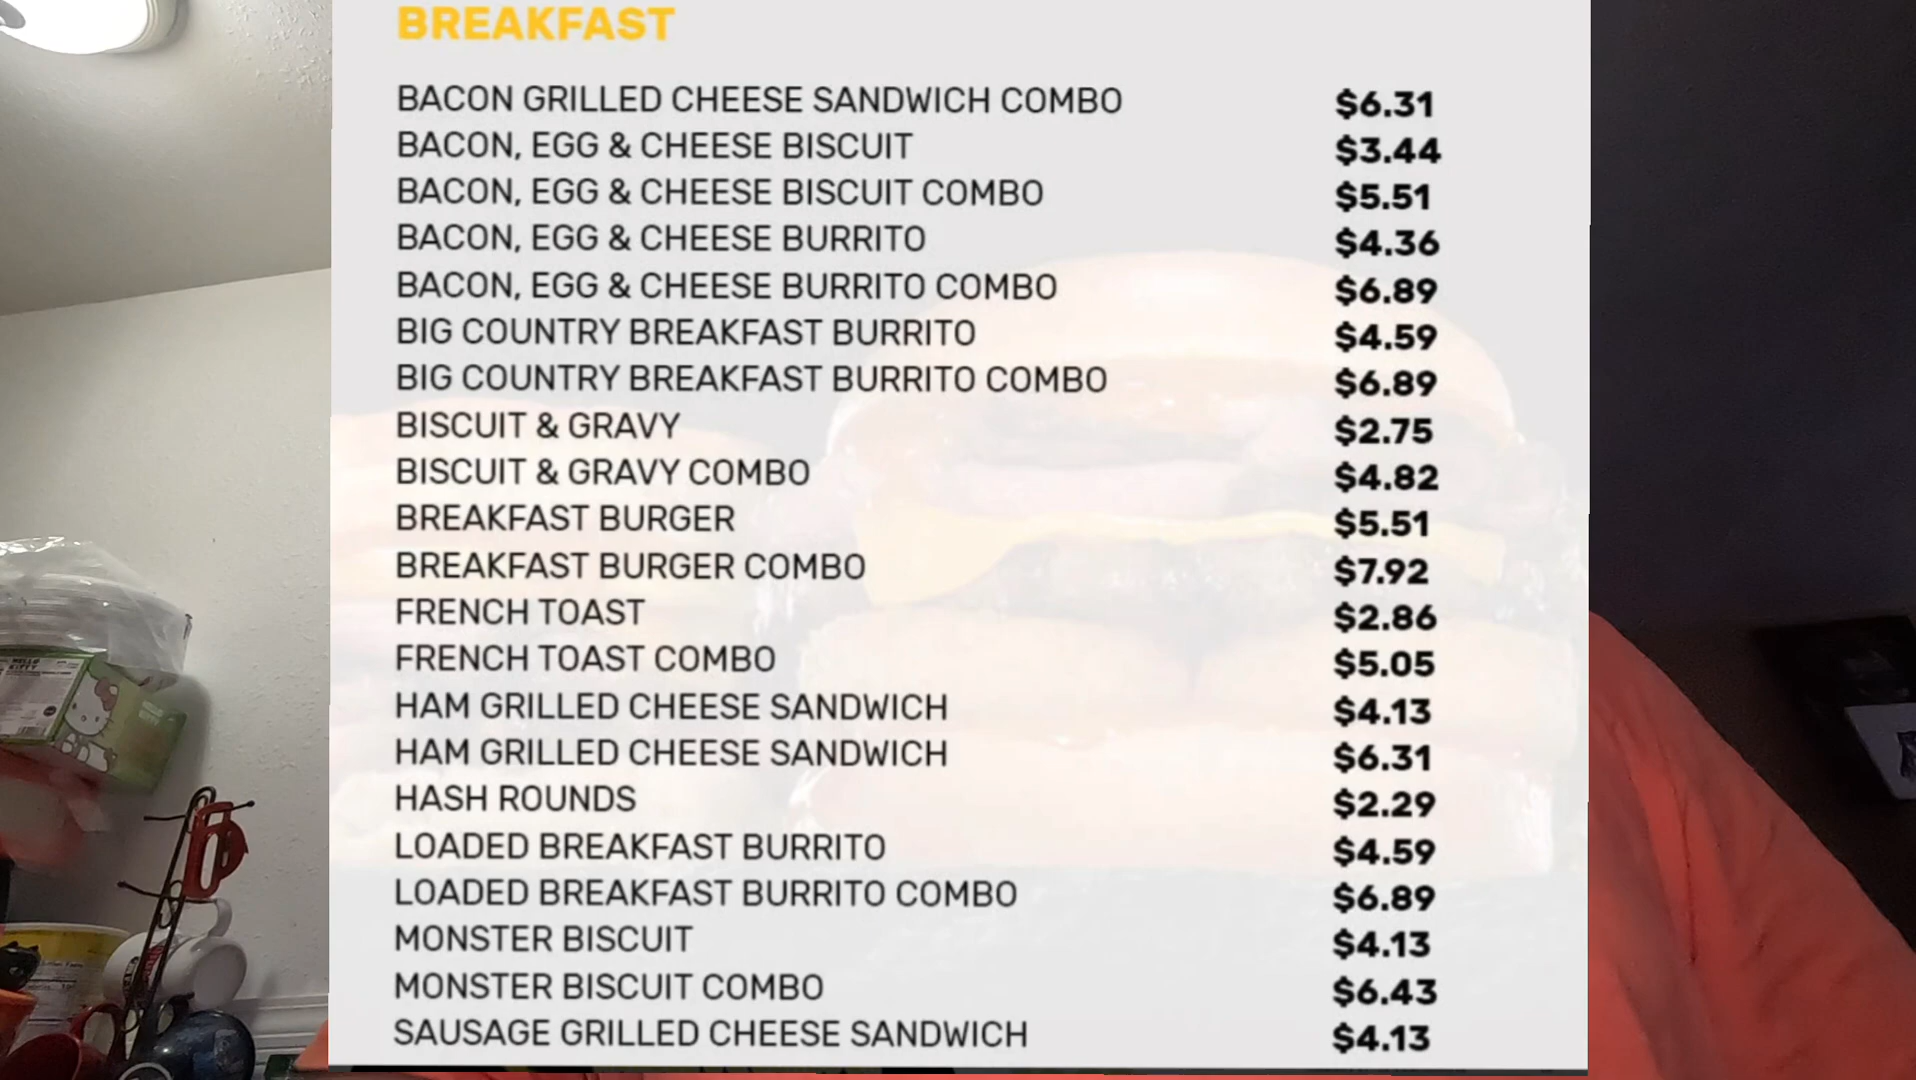 BREAKFAST
BACON GRILLED CHEESE SANDWICH COMBO $6.31
BACON, EGG & CHEESE BISCUIT $3.44
BACON, EGG & CHEESE BISCUIT COMBO $5.51
BACON, EGG & CHEESE BURRITO $4.36
BACON, EGG & CHEESE BURRITO COMBO $6.89
BIG COUNTRY BREAKFAST BURRITO $4.59
BIG COUNTRY BREAKFAST BURRITO COMBO $6.89
BISCUIT & GRAVY $2.75
BISCUIT & GRAVY COMBO $4.82
BREAKFAST BURGER $5.51
BREAKFAST BURGER COMBO $7.92
FRENCH TOAST $2.86
FRENCH TOAST COMBO $5.05
HAM GRILLED CHEESE SANDWICH $4.13
HAM GRILLED CHEESE SANDWICH $6.31
HASH ROUNDS $2.29
LOADED BREAKFAST BURRITO $4.59
LOADED BREAKFAST BURRITO COMBO $6.89
MONSTER BISCUIT $4.13
MONSTER BISCUIT COMBO $6.43
SAUSAGE GRILLED CHEESE SANDWICH $4.13
HELLO
KITTY